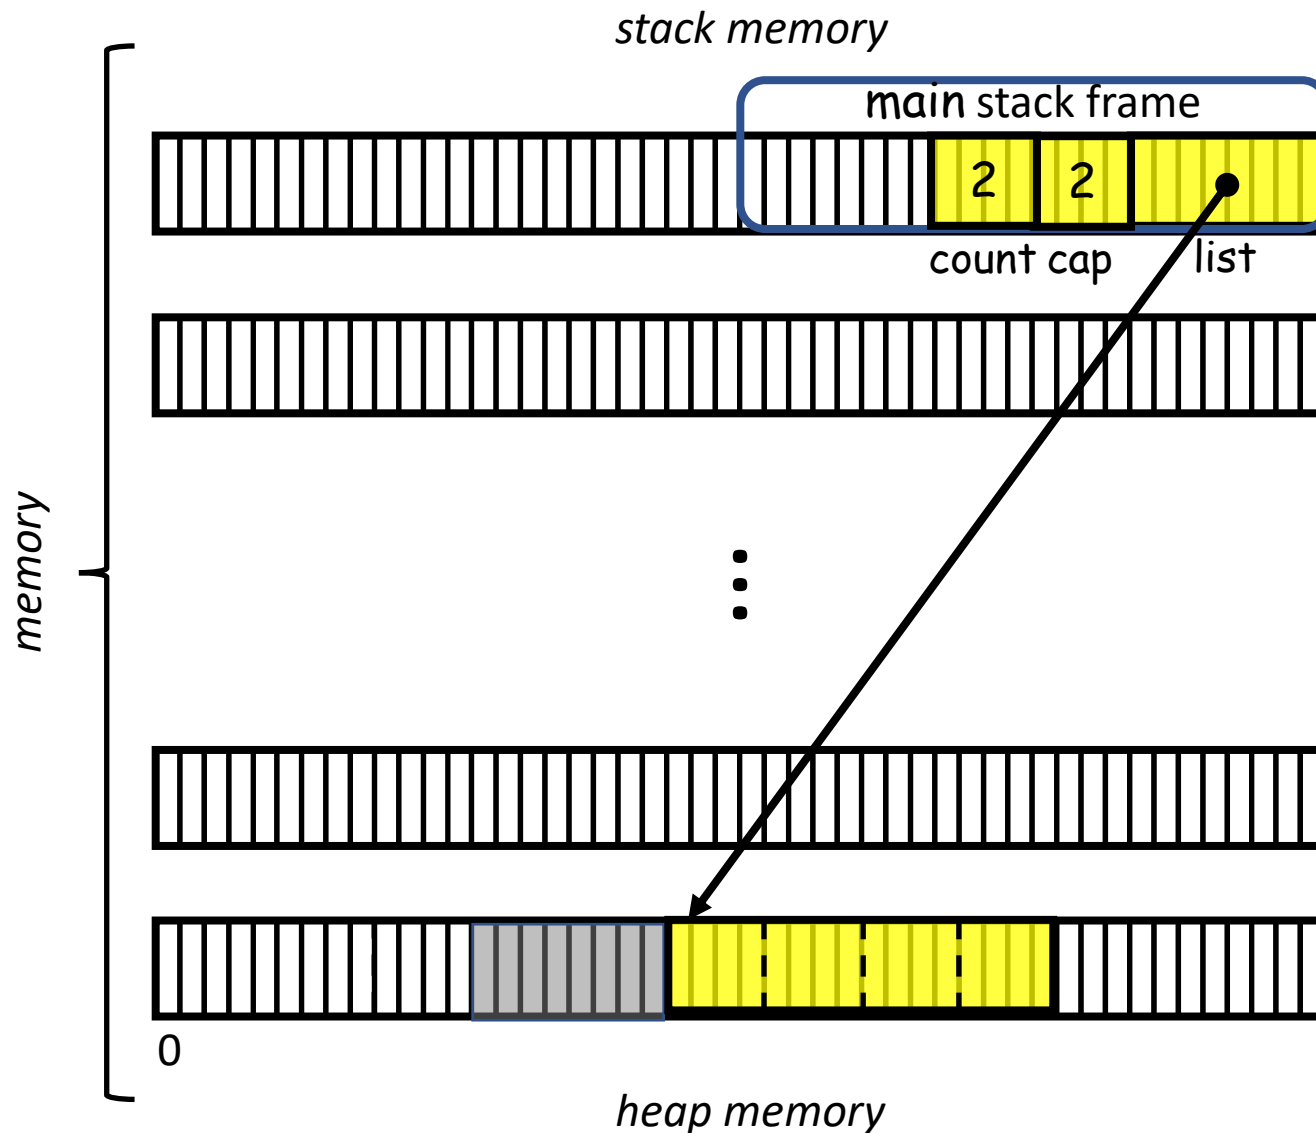 stack memory
main stack frame
2 2
count cap list
memory
0
heap memory